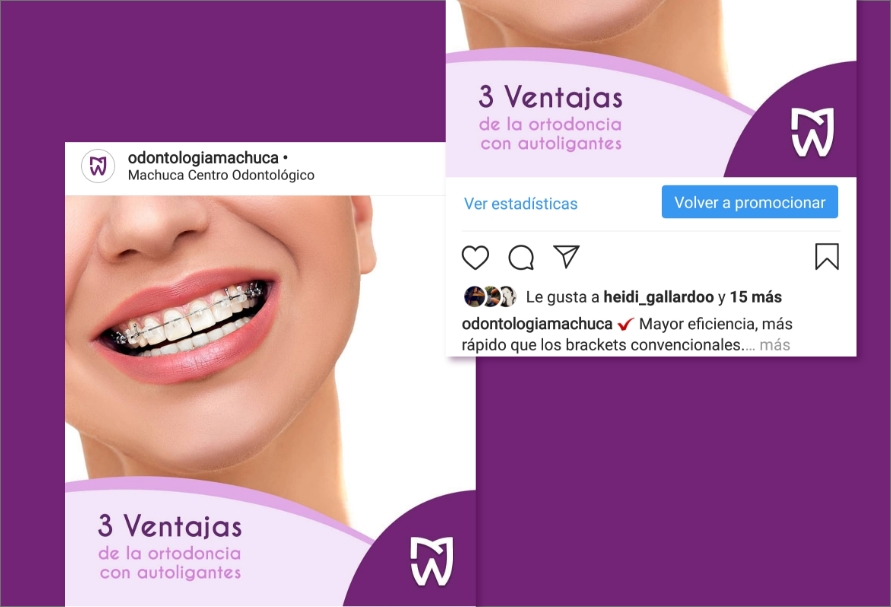 odontologiamachuca •
Machuca Centro Odontológico
3 Ventajas
de la ortodoncia
con autoligantes
3 Ventajas
de la ortodoncia
con autoligantes
Ver estadísticas
Volver a promocionar
Le gusta a heidi_gallardoo y 15 más
odontologiamachuca ✔ Mayor eficiencia, más
rápido que los brackets convencionales.... más